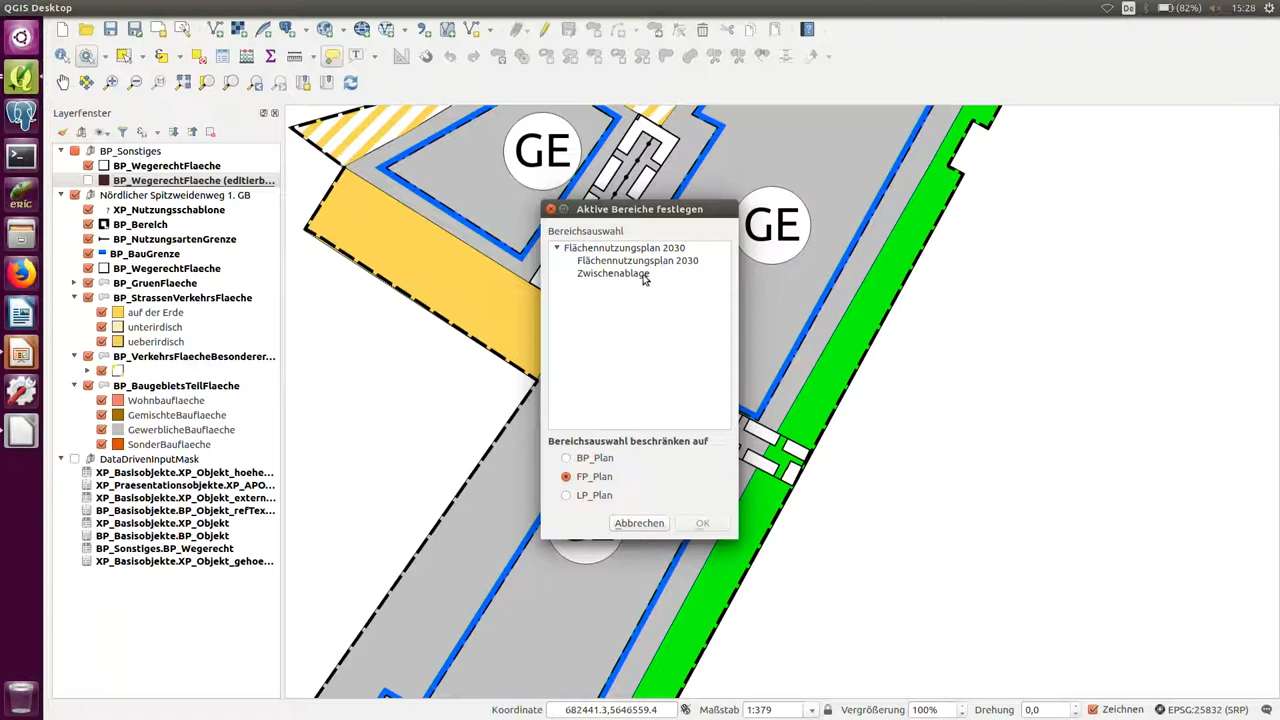 QGIS Desktop
De
(82%)
15:28
Layerfenster
BP_Sonstiges
BP_WegerechtFlaeche
BP_WegerechtFlaeche (editierb...
Nördlicher Spitzweidenweg 1. GB
XP_Nutzungsschablone
BP_Bereich
BP_NutzungsartenGrenze
BP_BauGrenze
BP_WegerechtFlaeche
BP_GruenFlaeche
BP_StrassenVerkehrsFlaeche
auf der Erde
unterirdisch
ueberirdisch
BP_VerkehrsFlaecheBesonderer...
BP_BaugebietsTeilFlaeche
Wohnbauflaeche
GemischteBauflaeche
GewerblicheBauflaeche
SonderBauflaeche
DataDrivenInputMask
XP_Basisobjekte.XP_Objekt_hoehe...
XP_Praesentationsobjekte.XP_APO...
XP_Basisobjekte.XP_Objekt_extern...
BP_Basisobjekte.BP_Objekt_refTex...
XP_Basisobjekte.XP_Objekt
BP_Basisobjekte.BP_Objekt
BP_Sonstiges.BP_Wegerecht
XP_Basisobjekte.XP_Objekt_gehoe...
GE
GE
Aktive Bereiche festlegen
Bereichsauswahl
Flächennutzungsplan 2030
Flächennutzungsplan 2030
Zwischenablage
Bereichsauswahl beschränken auf
BP_Plan
FP_Plan
LP_Plan
Abbrechen
OK
Koordinate
682441.3,5646559.4
Maßstab
1:379
Vergrößerung
100%
Drehung
0,0
Zeichnen
EPSG:25832 (SRP)